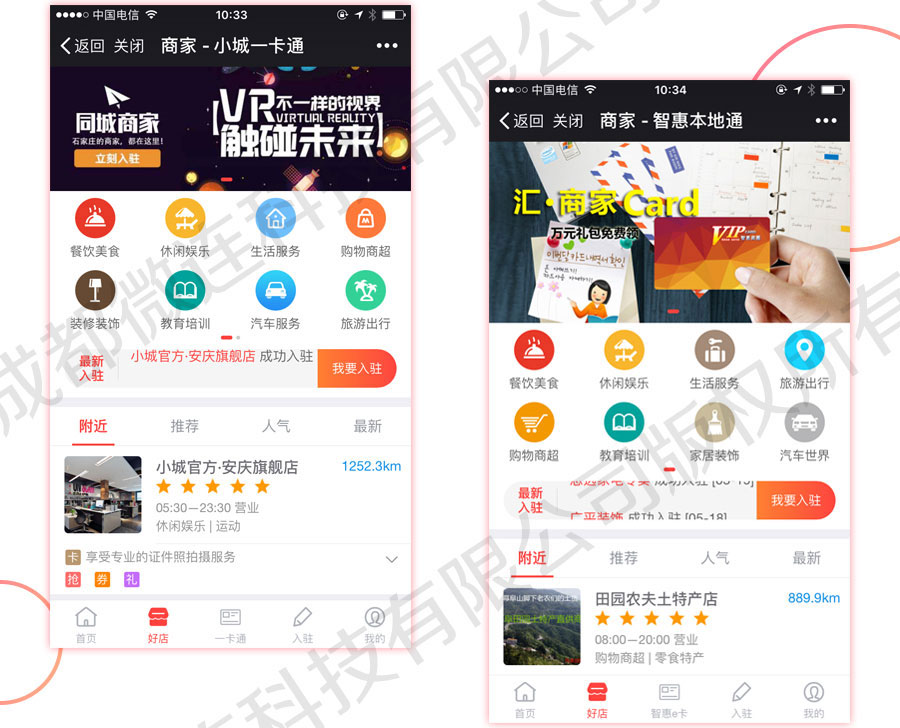 中国电信
10:33
返回 关闭 商家 - 小城一卡通
同城商家
石家庄的商家，都在这里！
立刻入驻
VR不一样的视界
VIRTUAL REALITY
触碰未来!
餐饮美食 休闲娱乐 生活服务 购物商超
装修装饰 教育培训 汽车服务 旅游出行
最新
入驻
小城官方·安庆旗舰店 成功入驻
我要入驻
附近 推荐 人气 最新
小城官方·安庆旗舰店 1252.3km
05:30—23:30 营业
休闲娱乐 | 运动
卡 享受专业的证件照拍摄服务
抢 券 礼
首页 好店 一卡通 入驻 我的
中国电信
10:34
返回 关闭 商家 - 智惠本地通
汇·商家Card
万元礼包免费领
VIP
餐饮美食 休闲娱乐 生活服务 旅游出行
购物商超 教育培训 家居装饰 汽车世界
最新
入驻
成功入驻
广平装饰 成功入驻 [05-18]
我要入驻
附近 推荐 人气 最新
田园农夫土特产店 889.9km
08:00—20:00 营业
购物商超 | 零食特产
首页 好店 智惠e卡 入驻 我的
成都微连科技有限公司版权所有